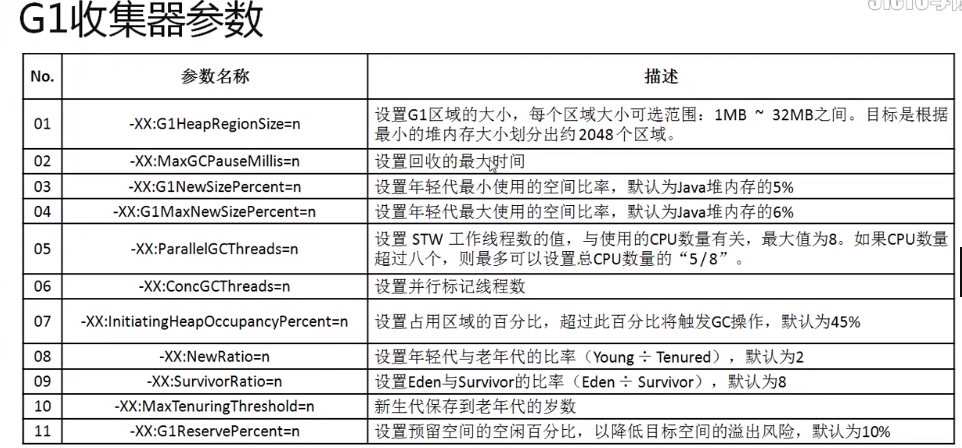 G1收集器参数
No. 参数名称 描述
01 -XX:G1HeapRegionSize=n 设置G1区域的大小，每个区域大小可选范围：1MB ~ 32MB之间。目标是根据
最小的堆内存大小划分出约2048个区域。
02 -XX:MaxGCPauseMillis=n 设置回收的最大时间
03 -XX:G1NewSizePercent=n 设置年轻代最小使用的空间比率，默认为Java堆内存的5%
04 -XX:G1MaxNewSizePercent=n 设置年轻代最大使用的空间比率，默认为Java堆内存的6%
05 -XX:ParallelGCThreads=n 设置 STW 工作线程数的值，与使用的CPU数量有关，最大值为8。如果CPU数量
超过八个，则最多可以设置总CPU数量的“5/8”。
06 -XX:ConcGCThreads=n 设置并行标记线程数
07 -XX:InitiatingHeapOccupancyPercent=n 设置占用区域的百分比，超过此百分比将触发GC操作，默认为45%
08 -XX:NewRatio=n 设置年轻代与老年代的比率（Young ÷ Tenured），默认为2
09 -XX:SurvivorRatio=n 设置Eden与Survivor的比率（Eden ÷ Survivor），默认为8
10 -XX:MaxTenuringThreshold=n 新生代保存到老年代的岁数
11 -XX:G1ReservePercent=n 设置预留空间的空闲百分比，以降低目标空间的溢出风险，默认为10%